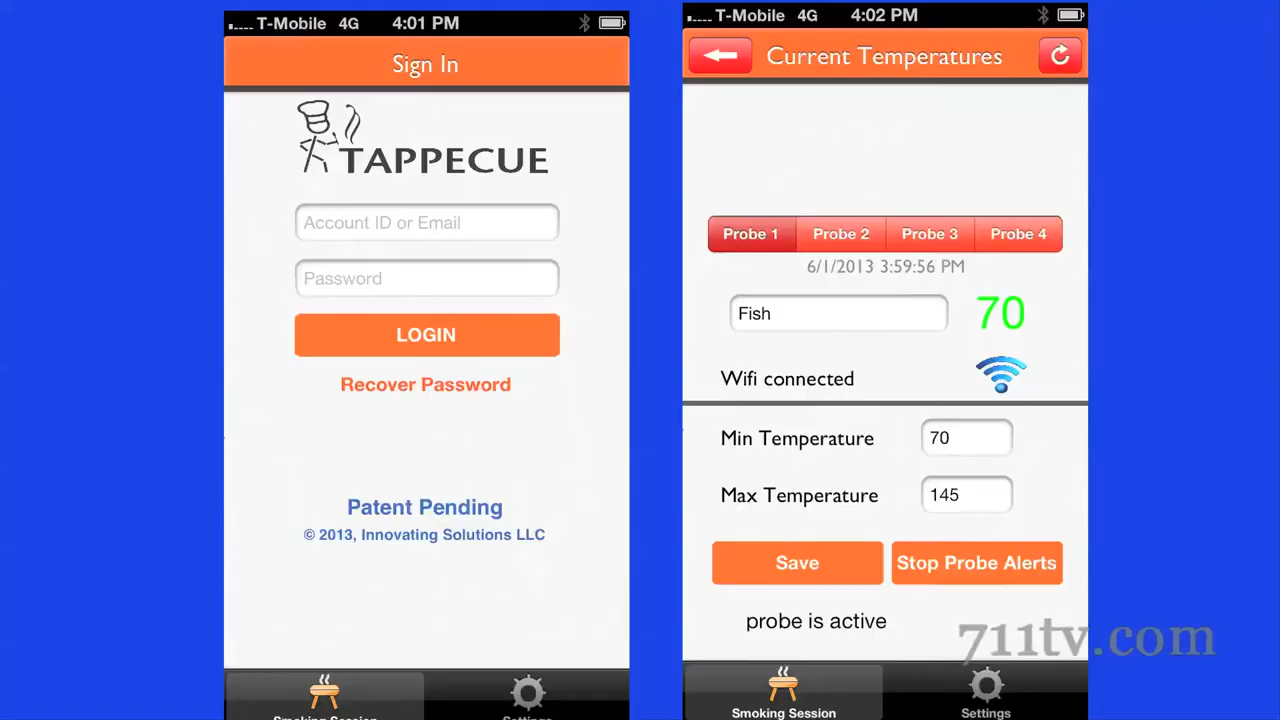 T-Mobile 4G 4:01 PM
Sign In
TAPPECUE
Account ID or Email
Password
LOGIN
Recover Password
Patent Pending
© 2013, Innovating Solutions LLC
Smoking Session
Settings
T-Mobile 4G 4:02 PM
Current Temperatures
Probe 1 Probe 2 Probe 3 Probe 4
6/1/2013 3:59:56 PM
Fish 70
Wifi connected
Min Temperature 70
Max Temperature 145
Save Stop Probe Alerts
probe is active
Smoking Session Settings
711tv.com